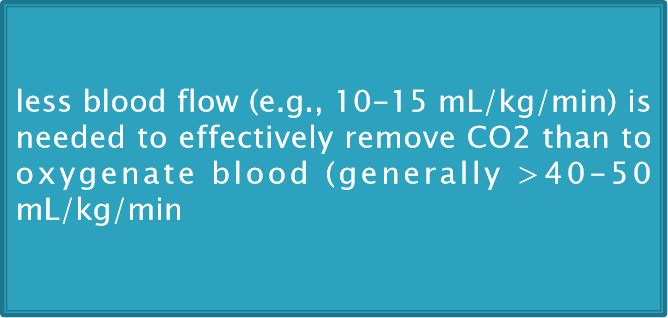 less blood flow (e.g., 10-15 mL/kg/min) is
needed to effectively remove CO2 than to
oxygenate blood (generally >40-50
mL/kg/min